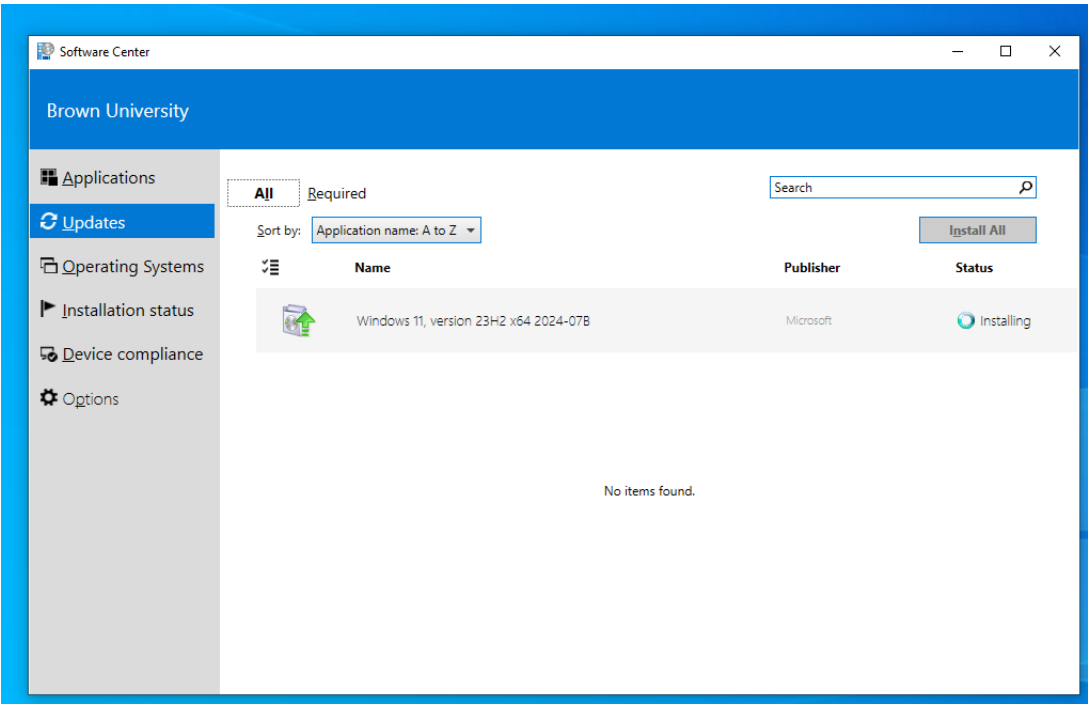 Software Center
Brown University
Applications
Updates
Operating Systems
Installation status
Device compliance
Options
All Required
Search
Sort by: Application name: A to Z
Install All
Name Publisher Status
Windows 11, version 23H2 x64 2024-07B Microsoft Installing
No items found.